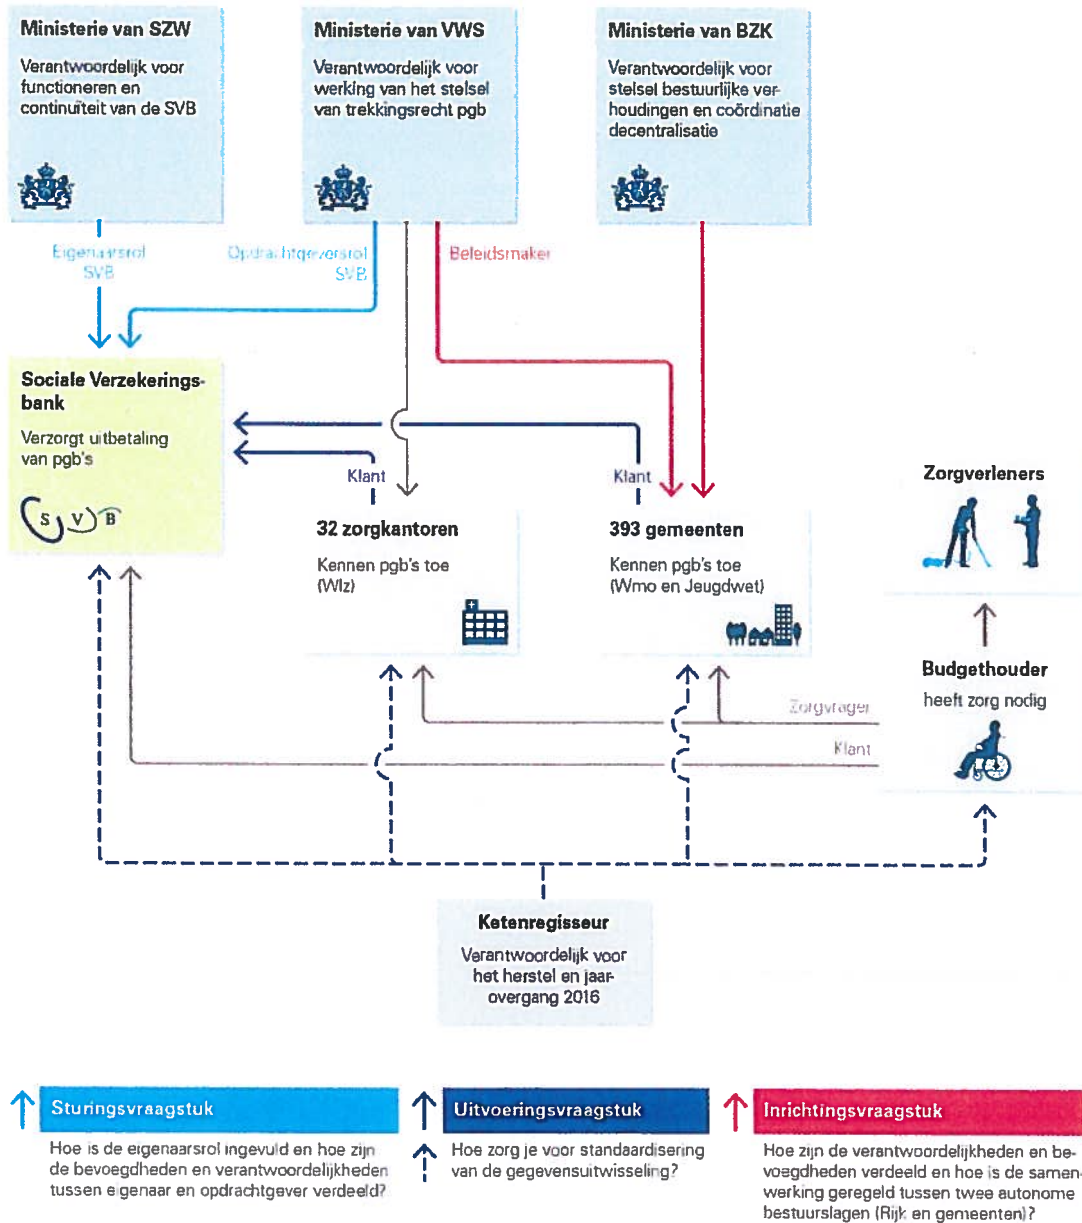 Ministerie van SZW
Verantwoordelijk voor
functioneren en
continuïteit van de SVB
Ministerie van VWS
Verantwoordelijk voor
werking van het stelsel
van trekkingsrecht pgb
Ministerie van BZK
Verantwoordelijk voor
stelsel bestuurlijke ver-
houdingen en coördinatie
decentralisatie
Eigenaarsrol
SVB
Opdrachtgeversrol
SVB
Beleidsmaker
Sociale Verzekerings-
bank
Verzorgt uitbetaling
van pgb's
S V B
Klant
Klant
32 zorgkantoren
Kennen pgb's toe
(Wlz)
393 gemeenten
Kennen pgb's toe
(Wmo en Jeugdwet)
Zorgverleners
Budgethouder
heeft zorg nodig
Zorgvrager
Klant
Ketenregisseur
Verantwoordelijk voor
het herstel en jaar-
overgang 2016
Sturingsvraagstuk
Hoe is de eigenaarsrol ingevuld en hoe zijn
de bevoegdheden en verantwoordelijkheden
tussen eigenaar en opdrachtgever verdeeld?
Uitvoeringsvraagstuk
Hoe zorg je voor standaardisering
van de gegevensuitwisseling?
Inrichtingsvraagstuk
Hoe zijn de verantwoordelijkheden en be-
voegdheden verdeeld en hoe is de samen-
werking geregeld tussen twee autonome
bestuurslagen (Rijk en gemeenten)?